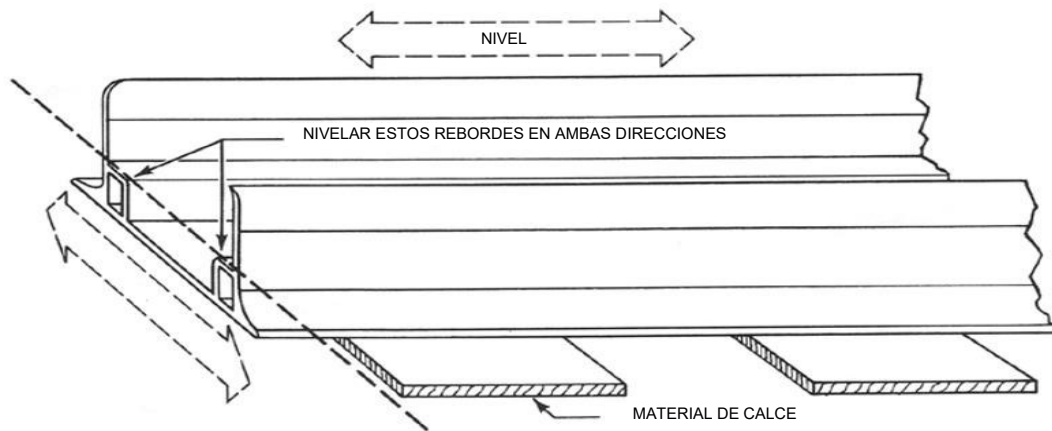 NIVEL
NIVELAR ESTOS REBORDES EN AMBAS DIRECCIONES
MATERIAL DE CALCE